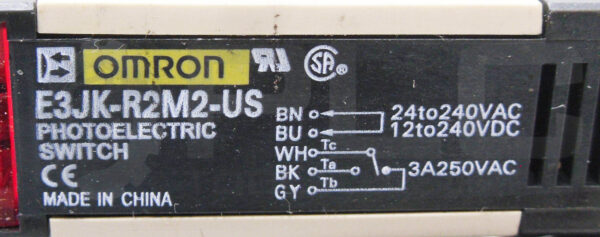 OMRON
E3JK-R2M2-US
PHOTOELECTRIC
SWITCH
CE
MADE IN CHINA
SA
BN 24to240VAC
BU 12to240VDC
WH Tc
BK Ta 3A250VAC
GY Tb